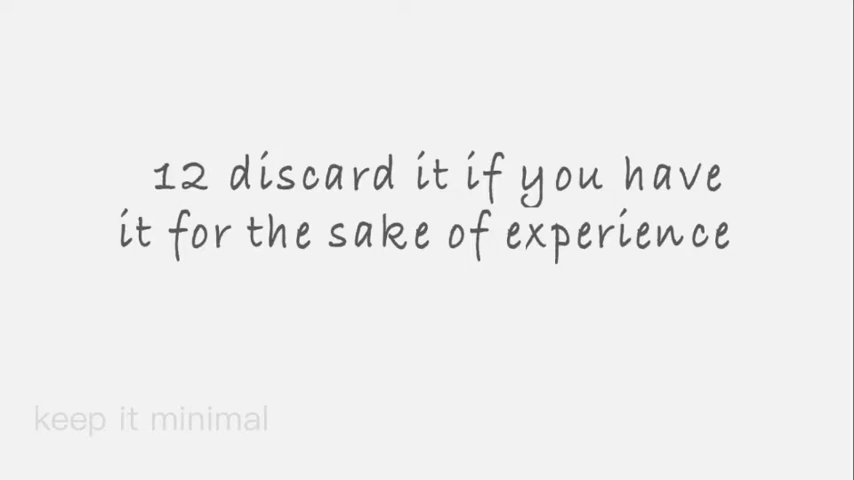 12 discard it if you have
it for the sake of experience
keep it minimal